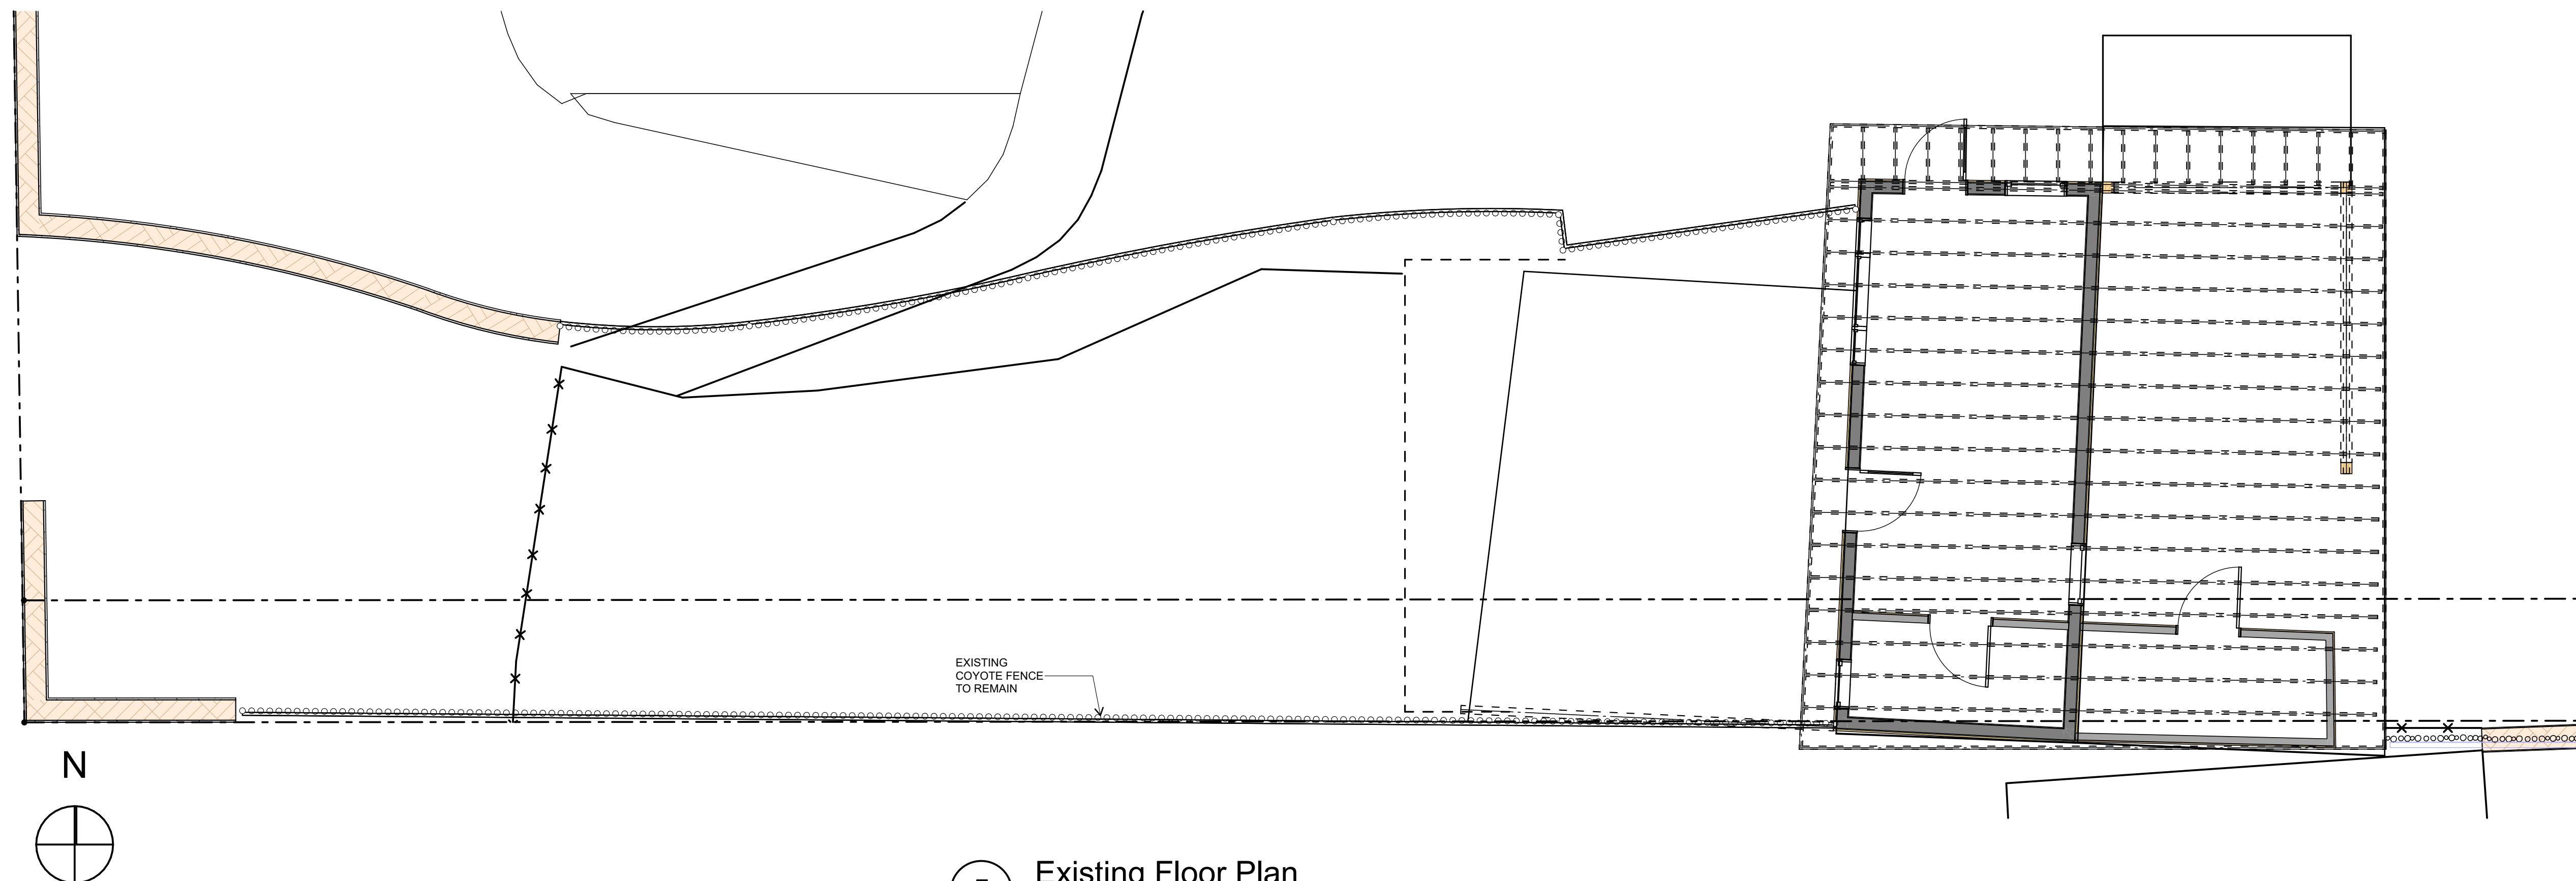 EXISTING
COYOTE FENCE
TO REMAIN
N
Existing Floor Plan